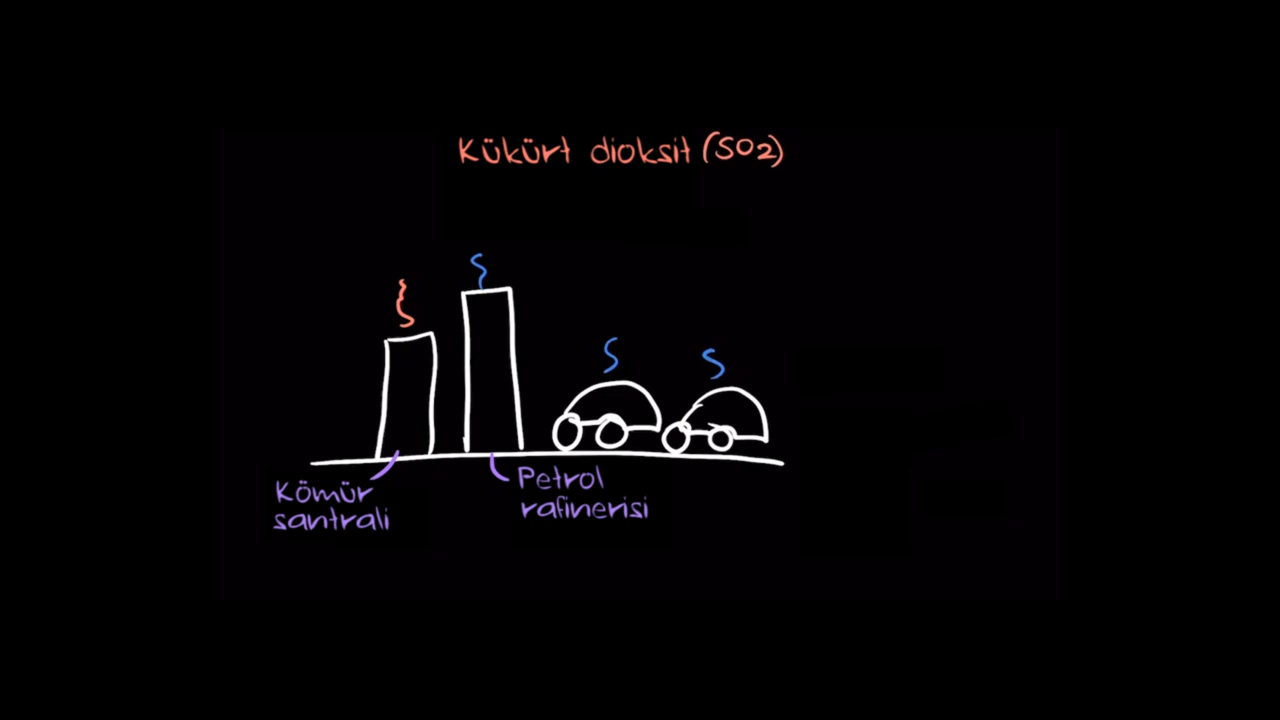 Kükürt dioksit (SO2)
Kömür
santrali
Petrol
rafinerisi